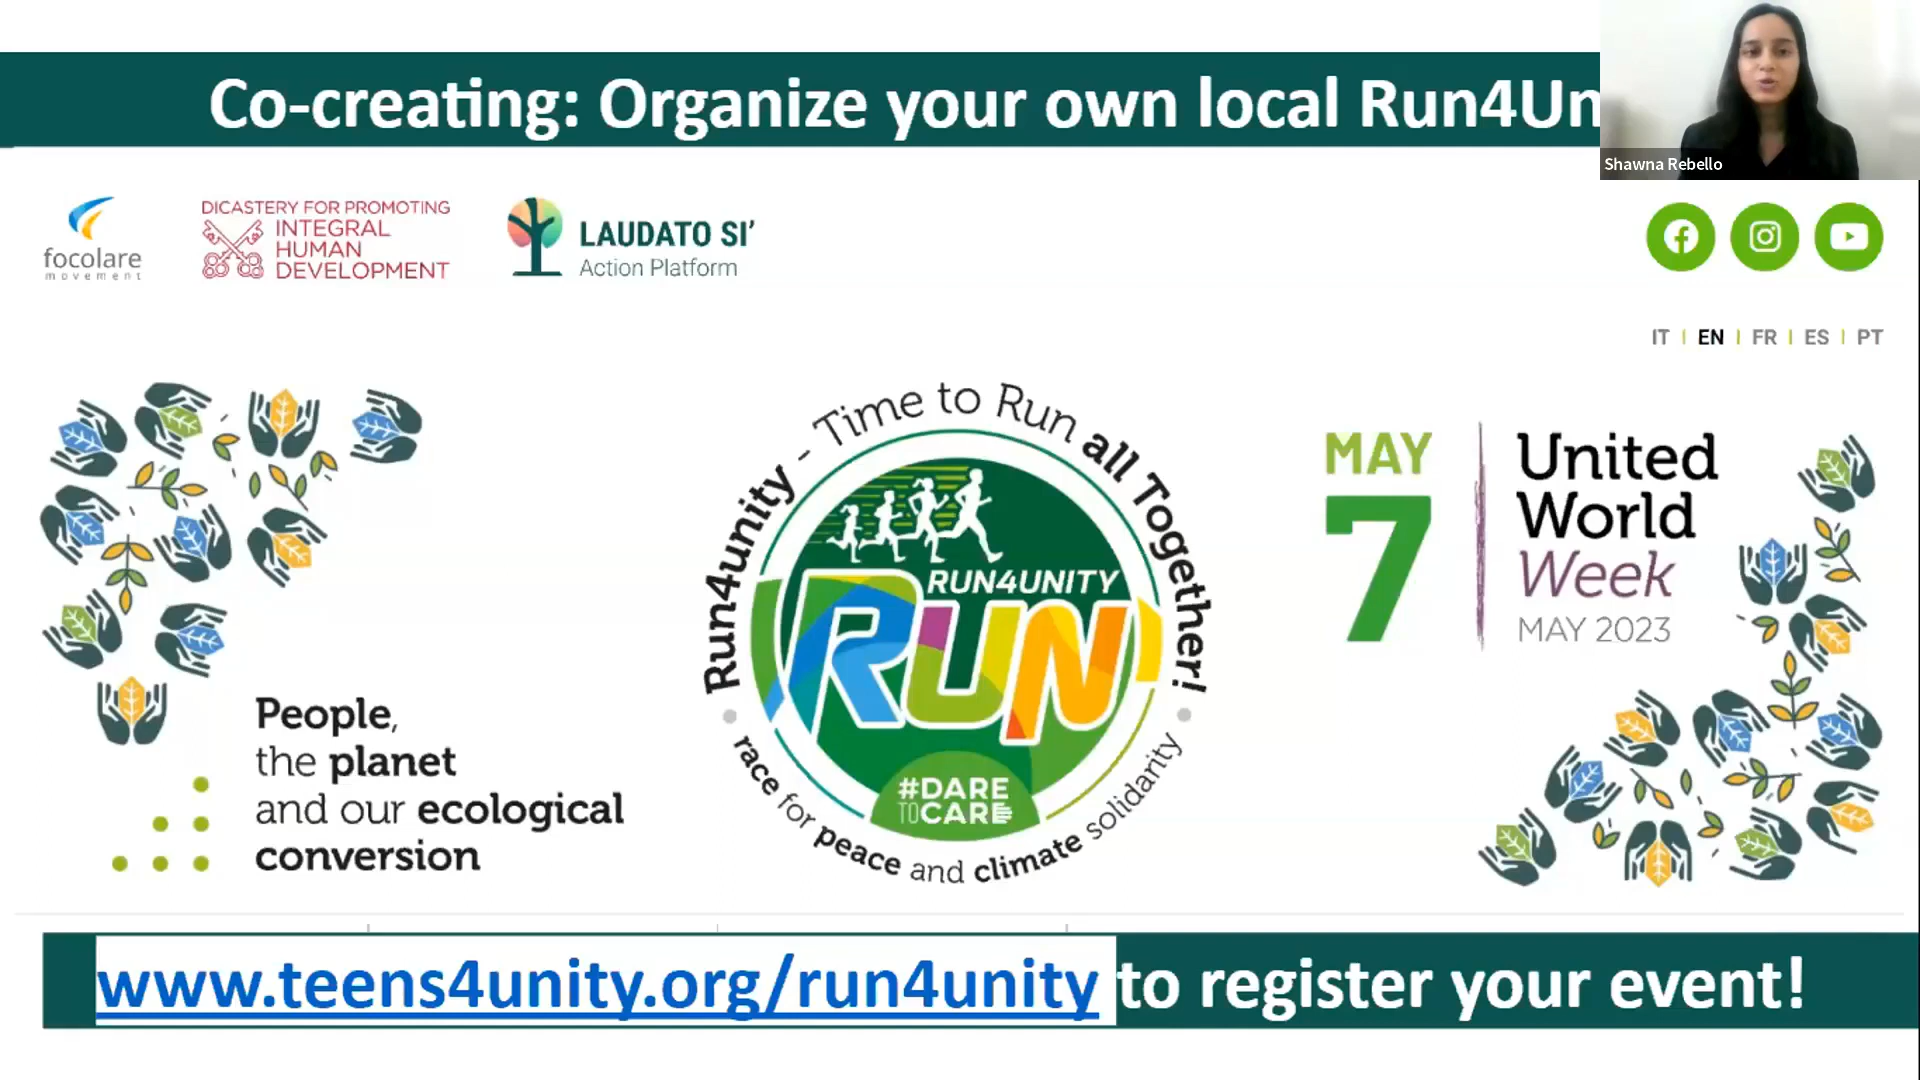 Co-creating: Organize your own local Run4Un
Shawna Rebello
focolare
movement
DICASTERY FOR PROMOTING
INTEGRAL
HUMAN
DEVELOPMENT
LAUDATO SI’
Action Platform
IT | EN | FR | ES | PT
Run4unity - Time to Run all Together!
RUN4UNITY
RUN
#DARE
TOCARE
race for peace and climate solidarity
MAY
7
United
World
Week
MAY 2023
People,
the planet
and our ecological
conversion
www.teens4unity.org/run4unity to register your event!